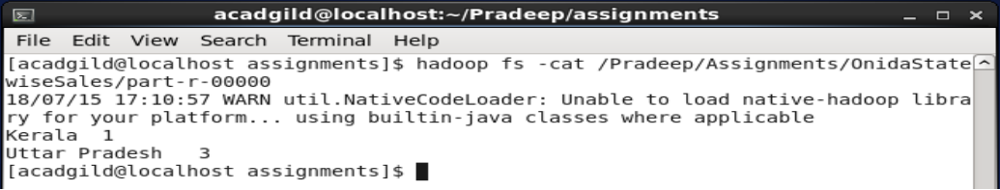 acadgild@localhost:~/Pradeep/assignments
File Edit View Search Terminal Help
[acadgild@localhost assignments]$ hadoop fs -cat /Pradeep/Assignments/OnidaState
wiseSales/part-r-00000
18/07/15 17:10:57 WARN util.NativeCodeLoader: Unable to load native-hadoop libra
ry for your platform... using builtin-java classes where applicable
Kerala 1
Uttar Pradesh 3
[acadgild@localhost assignments]$